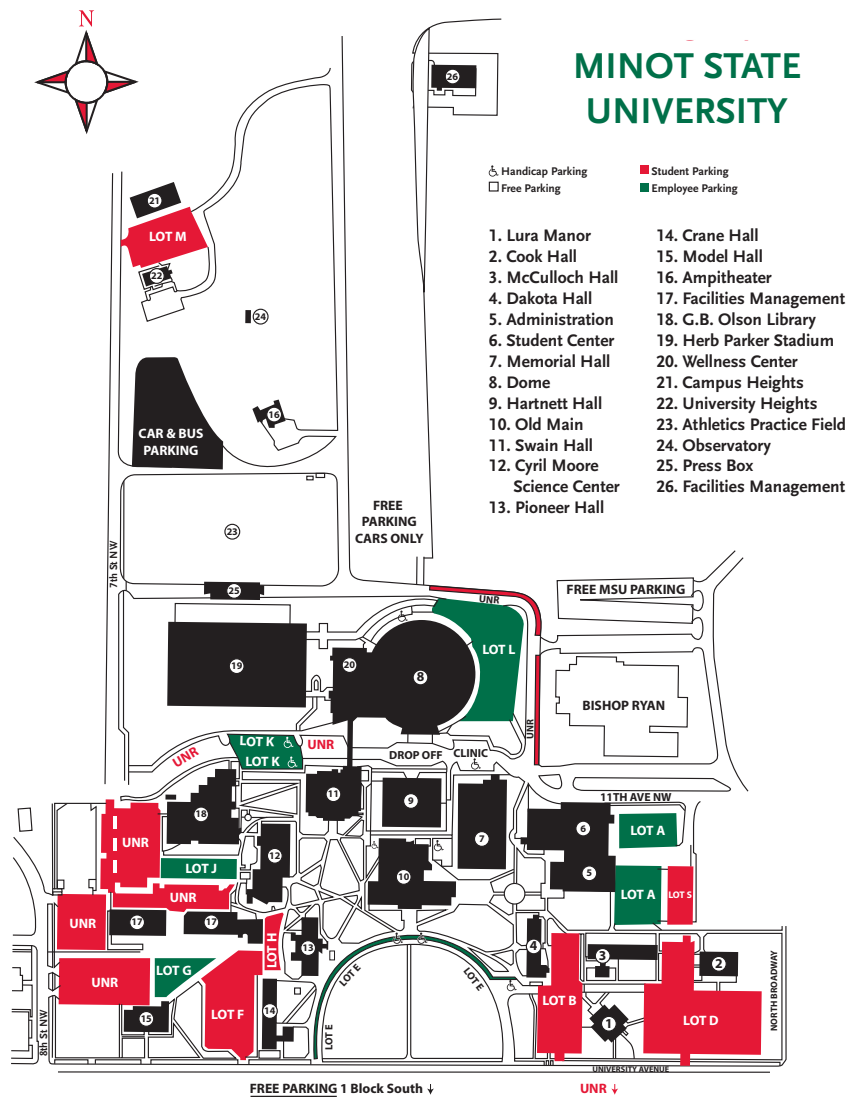 N
MINOT STATE
UNIVERSITY
Handicap Parking
Free Parking
Student Parking
Employee Parking
1. Lura Manor
2. Cook Hall
3. McCulloch Hall
4. Dakota Hall
5. Administration
6. Student Center
7. Memorial Hall
8. Dome
9. Hartnett Hall
10. Old Main
11. Swain Hall
12. Cyril Moore
Science Center
13. Pioneer Hall
14. Crane Hall
15. Model Hall
16. Ampitheater
17. Facilities Management
18. G.B. Olson Library
19. Herb Parker Stadium
20. Wellness Center
21. Campus Heights
22. University Heights
23. Athletics Practice Field
24. Observatory
25. Press Box
26. Facilities Management
26
21
LOT M
22
24
16
CAR & BUS
PARKING
FREE
PARKING
CARS ONLY
23
7th St NW
25
UNR
FREE MSU PARKING
19
20
8
LOT L
BISHOP RYAN
UNR
UNR
LOT K
LOT K
UNR
DROP OFF
CLINIC
11TH AVE NW
18
11
9
7
6
LOT A
UNR
12
LOT J
10
5
LOT A
LOT S
UNR
UNR
17
17
LOT H
13
4
3
2
UNR
LOT G
LOT E
LOT E
LOT B
LOT F
14
15
LOT E
1
LOT D
NORTH BROADWAY
8th St NW
UNIVERSITY AVENUE
FREE PARKING 1 Block South ↓
UNR ↓